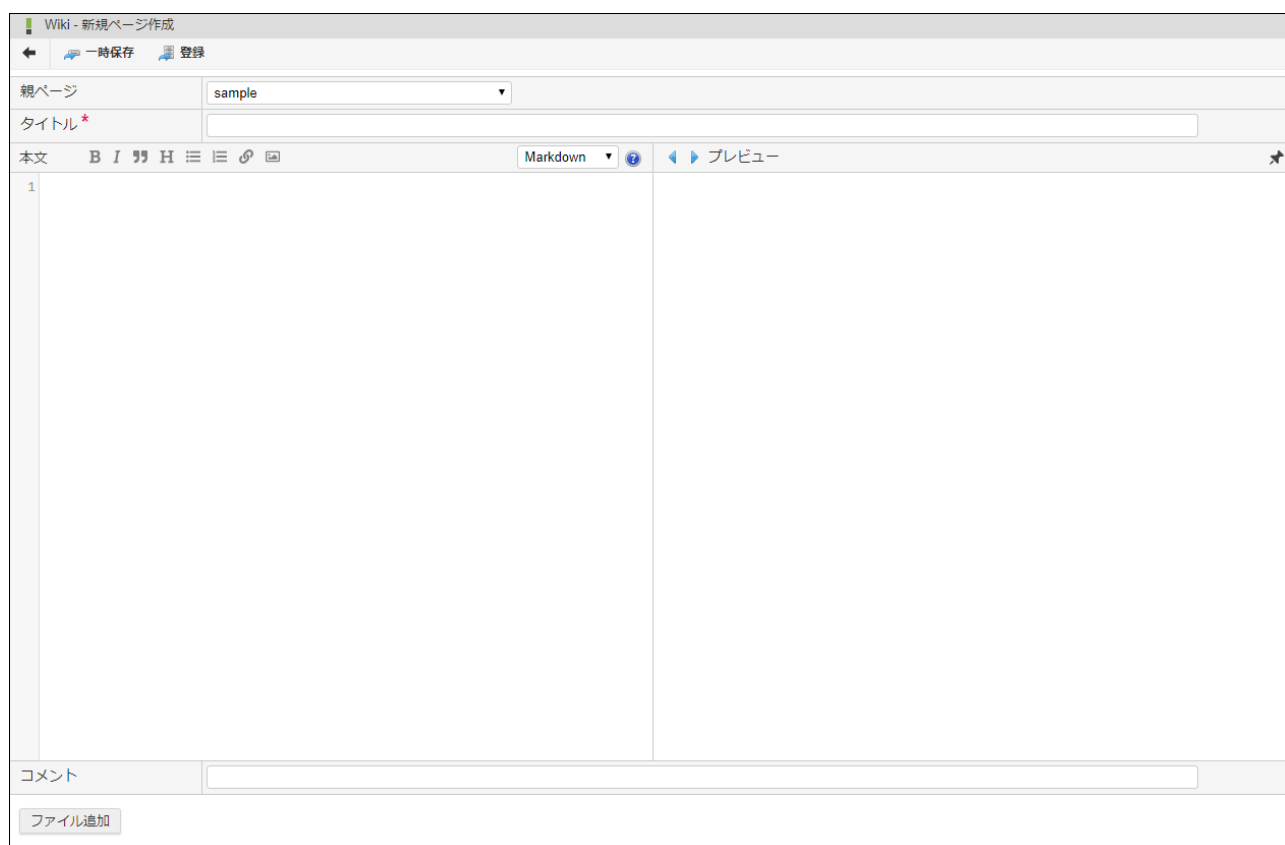 Wiki - 新規ページ作成
一時保存 登録
親ページ sample
タイトル*
本文 B I H Markdown ? プレビュー
1
コメント
ファイル追加